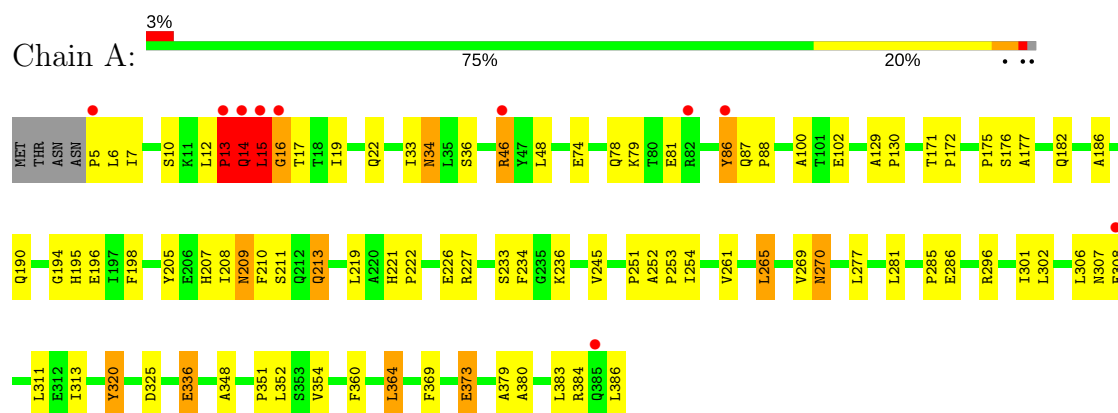 3%
Chain A:
75% 20% • ••
MET THR ASN ASN P5 L6 I7 S10 K11 L12 P13 Q14 L15 G16 T17 T18 I19 Q22 I33 N34 L35 S36 R46 Y47 L48 E74 Q78 K79 T80 E81 R82 Y86 Q87 P88 A100 T101 E102 A129 P130 T171 P172 P175 S176 A177 Q182 A186
Q190 G194 H195 E196 I197 F198 Y205 E206 H207 I208 N209 F210 S211 Q212 Q213 L219 A220 H221 P222 E226 R227 S233 F234 G235 K236 V245 P251 A252 P253 I254 V261 L265 V269 N270 L277 L281 P285 E286 R296 I301 L302 L306 N307
L311 E312 I313 Y320 D325 E336 A348 P351 L352 S353 V354 F360 L364 F369 E373 A379 A380 L383 R384 Q385 L386